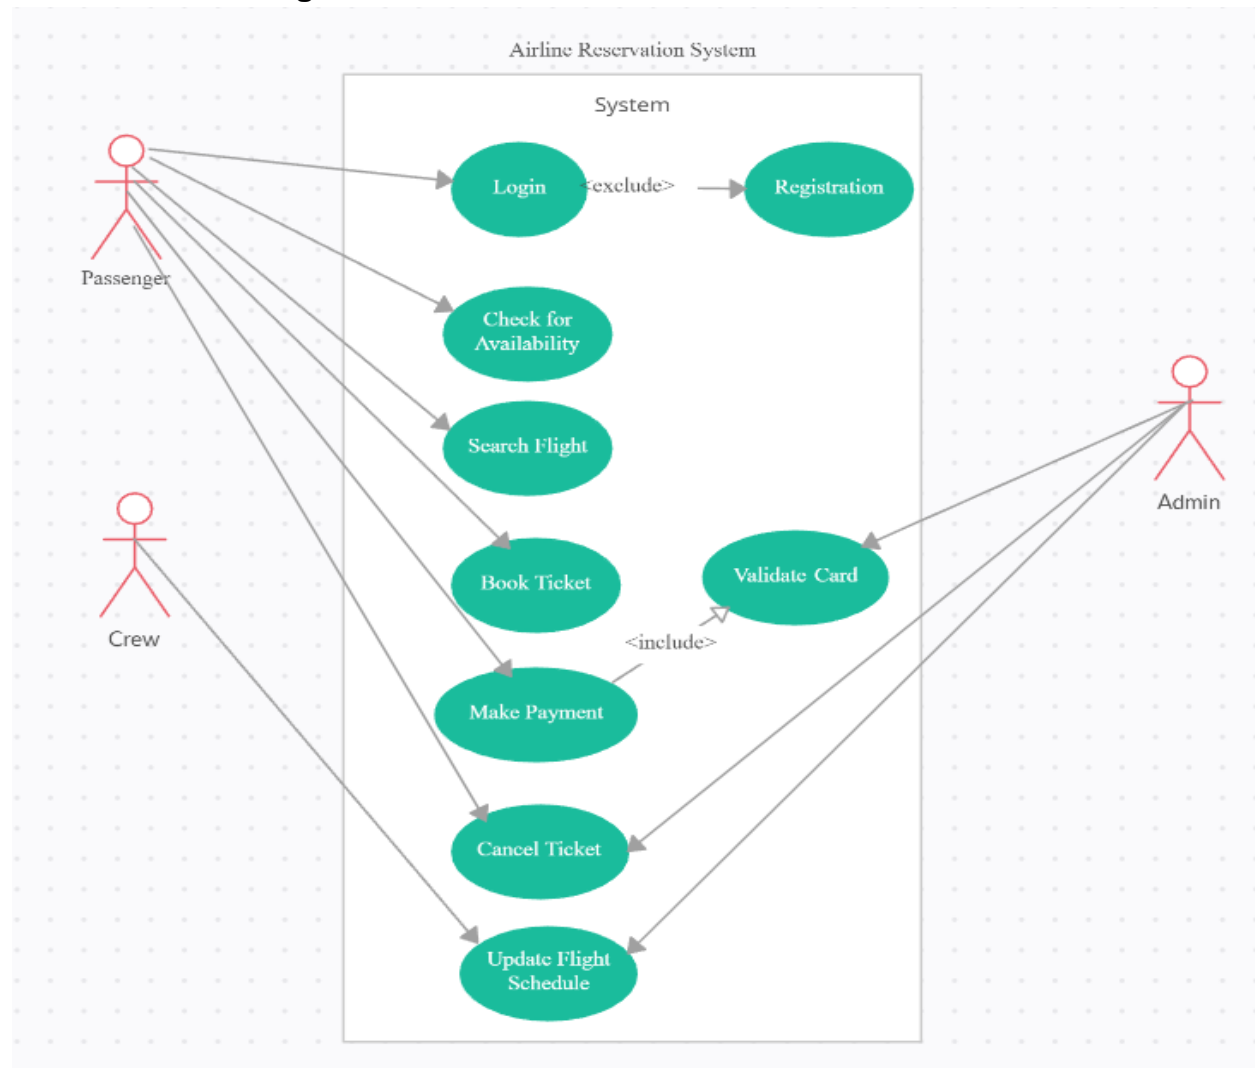 Airline Reservation System
System
Login
<exclude>
Registration
Passenger
Check for
Availability
Search Flight
Admin
Book Ticket
Validate Card
Crew
<include>
Make Payment
Cancel Ticket
Update Flight
Schedule